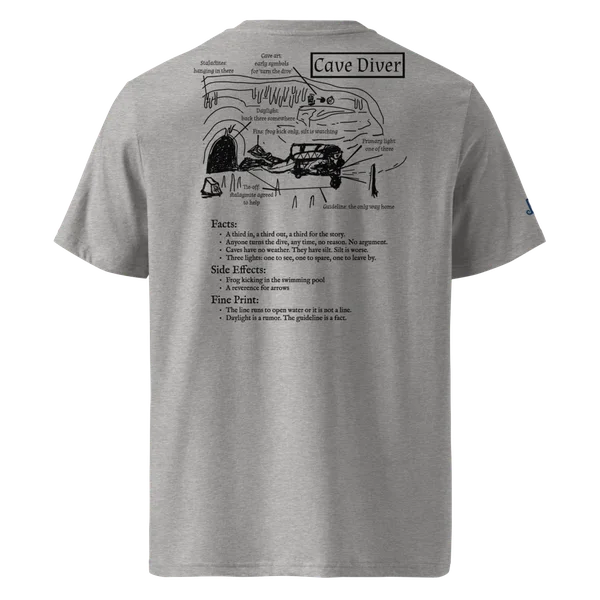 Cave Diver
Stalactites:
hanging in there
Cave art:
early symbols
for 'turn the dive'
Daylight:
back there somewhere
Fins: frog kick only, silt is watching
Primary light
one of three
Tie off
stalagmite agreed
to help
Guideline: the only way home
Facts:
• A third in, a third out, a third for the story.
• Anyone turns the dive, any time, no reason. No argument.
• Caves have no weather. They have silt. Silt is worse.
• Three lights: one to see, one to spare, one to leave by.
Side Effects:
• Frog kicking in the swimming pool
• A reverence for arrows
Fine Print:
• The line runs to open water or it is not a line.
• Daylight is a rumor. The guideline is a fact.